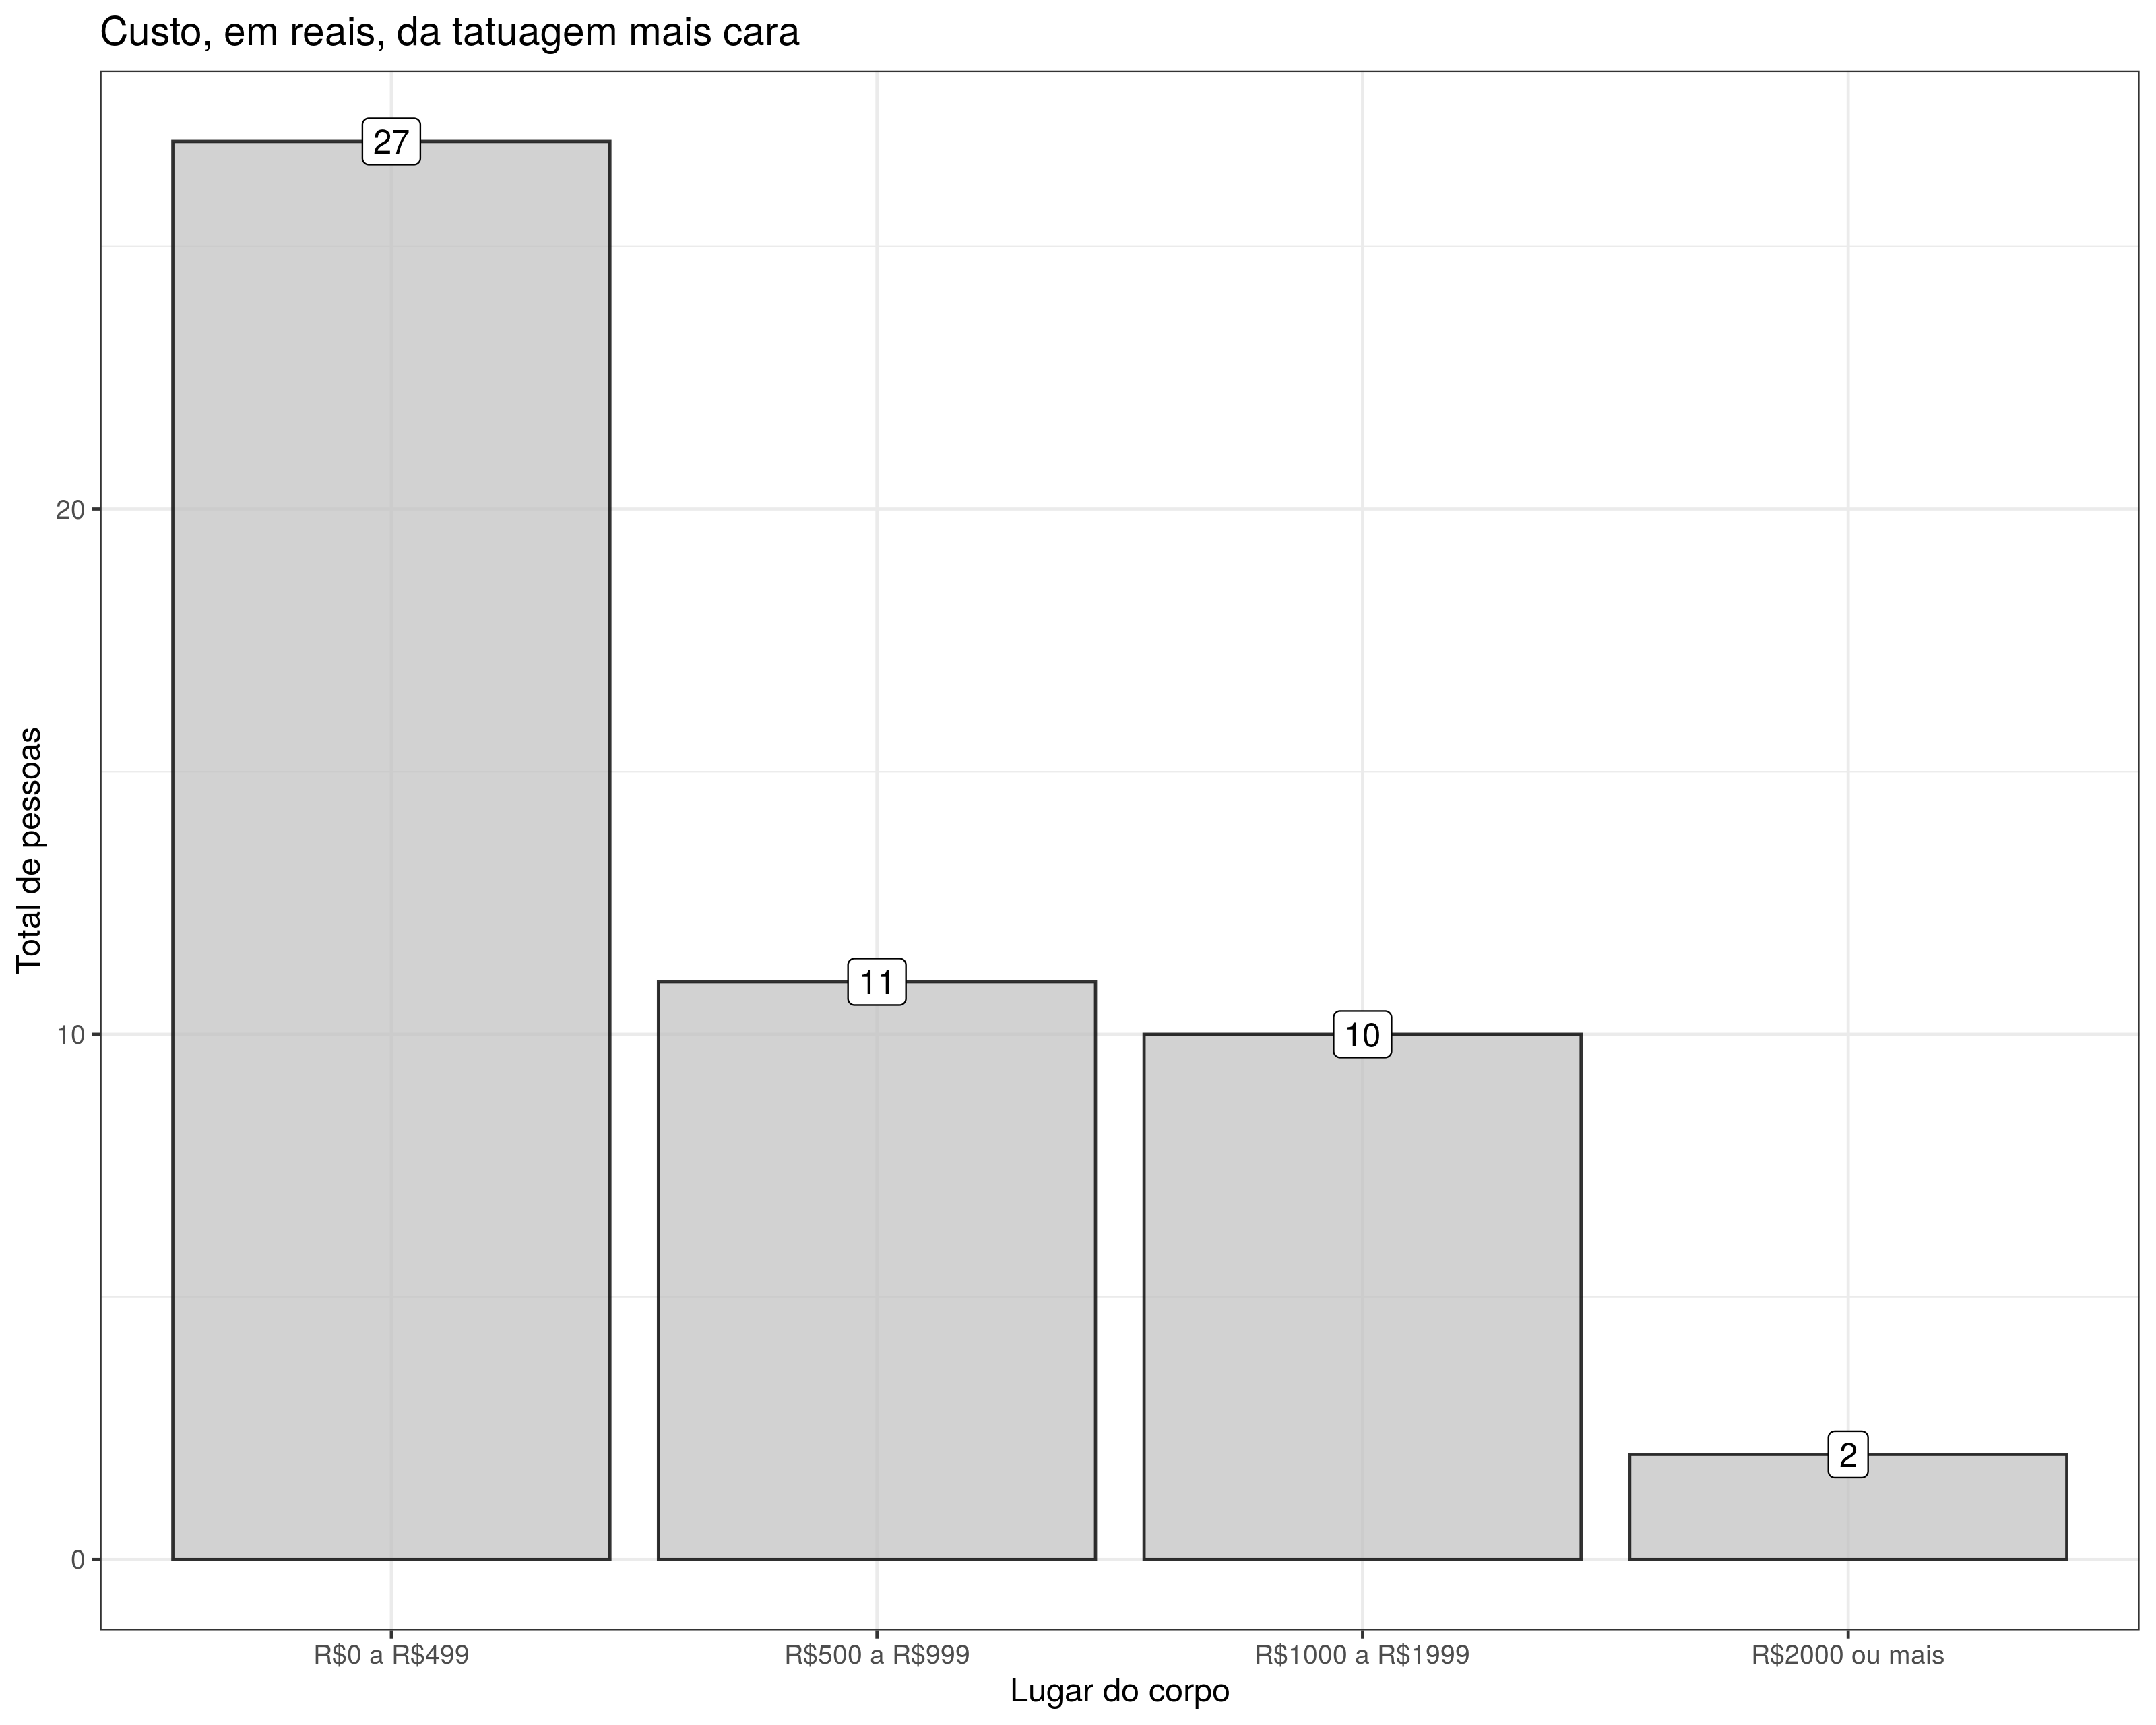 Custo, em reais, da tatuagem mais cara
Total de pessoas
27
20
11
10
10
2
0
R$0 a R$499
R$500 a R$999
R$1000 a R$1999
R$2000 ou mais
Lugar do corpo